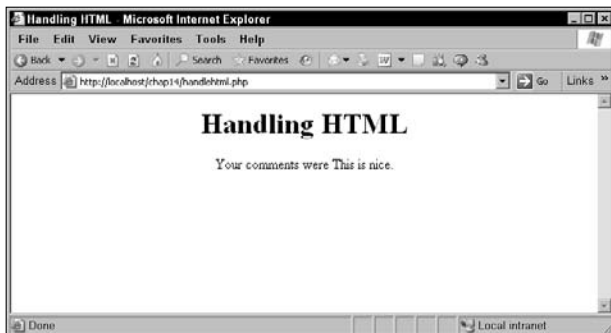 Handling HTML - Microsoft Internet Explorer
File Edit View Favorites Tools Help
Back Search Favorites
Address http://localhost/chap14/handlehtml.php Go Links »
Handling HTML
Your comments were This is nice.
Done Local intranet